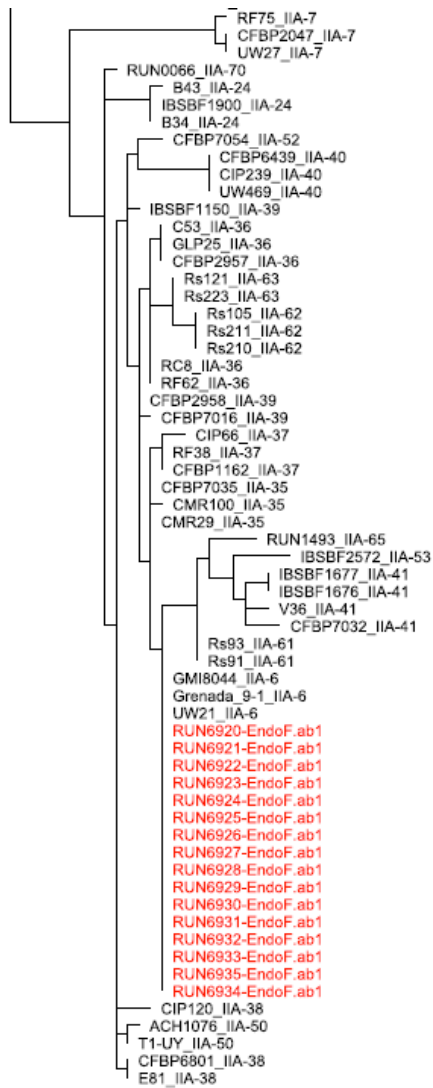 RF75_IIA-7
CFBP2047_IIA-7
UW27_IIA-7
RUN0066_IIA-70
B43_IIA-24
IBSBF1900_IIA-24
B34_IIA-24
CFBP7054_IIA-52
CFBP6439_IIA-40
CIP239_IIA-40
UW469_IIA-40
IBSBF1150_IIA-39
C53_IIA-36
GLP25_IIA-36
CFBP2957_IIA-36
Rs121_IIA-63
Rs223_IIA-63
Rs105_IIA-62
Rs211_IIA-62
Rs210_IIA-62
RC8_IIA-36
RF62_IIA-36
CFBP2958_IIA-39
CFBP7016_IIA-39
CIP66_IIA-37
RF38_IIA-37
CFBP1162_IIA-37
CFBP7035_IIA-35
CMR100_IIA-35
CMR29_IIA-35
RUN1493_IIA-65
IBSBF2572_IIA-53
IBSBF1677_IIA-41
IBSBF1676_IIA-41
V36_IIA-41
CFBP7032_IIA-41
Rs93_IIA-61
Rs91_IIA-61
GMI8044_IIA-6
Grenada_9-1_IIA-6
UW21_IIA-6
RUN6920-EndoF.ab1
RUN6921-EndoF.ab1
RUN6922-EndoF.ab1
RUN6923-EndoF.ab1
RUN6924-EndoF.ab1
RUN6925-EndoF.ab1
RUN6926-EndoF.ab1
RUN6927-EndoF.ab1
RUN6928-EndoF.ab1
RUN6929-EndoF.ab1
RUN6930-EndoF.ab1
RUN6931-EndoF.ab1
RUN6932-EndoF.ab1
RUN6933-EndoF.ab1
RUN6935-EndoF.ab1
RUN6934-EndoF.ab1
CIP120_IIA-38
ACH1076_IIA-50
T1-UY_IIA-50
CFBP6801_IIA-38
E81_IIA-38